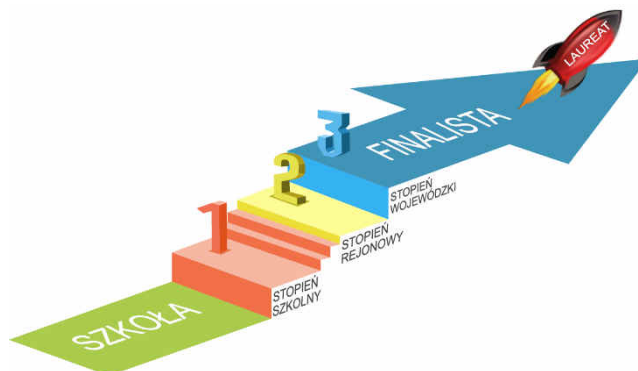 SZKOŁA
1
STOPIEŃ
SZKOLNY
2
STOPIEŃ
REJONOWY
3
STOPIEŃ
WOJEWÓDZKI
FINALISTA
LAUREAT